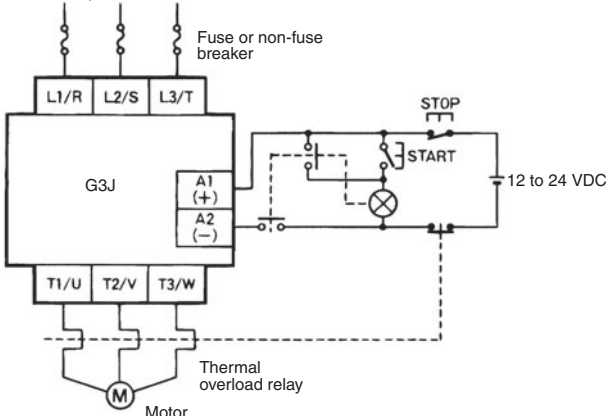 Fuse or non-fuse
breaker
L1/R L2/S L3/T
STOP
START
G3J
A1
(+)
A2
(−)
12 to 24 VDC
T1/U T2/V T3/W
Thermal
overload relay
M
Motor